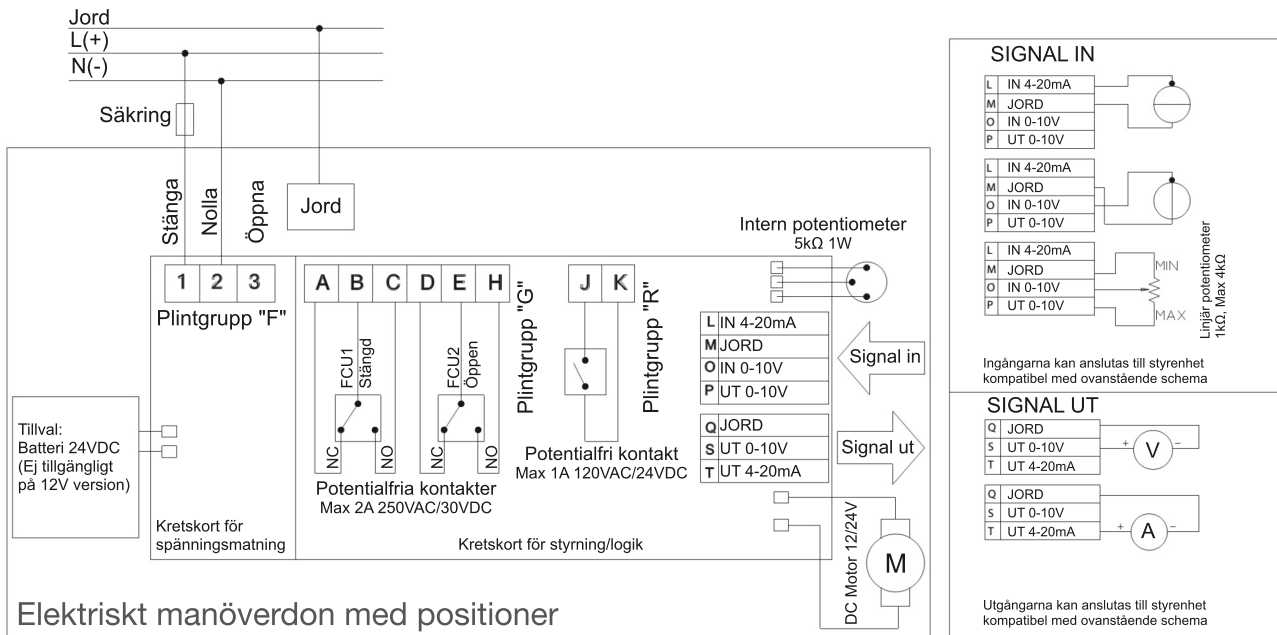 Jord
L(+)
N(-)
Säkring
Stänga
Nolla
Öppna
Jord
1 2 3
Plintgrupp "F"
A B C D E H
Plintgrupp "G"
J K
Plintgrupp "R"
FCU1
Stängd
FCU2
Öppen
NC
NO
NC
NO
Potentialfria kontakter
Max 2A 250VAC/30VDC
Potentialfri kontakt
Max 1A 120VAC/24VDC
Intern potentiometer
5kΩ 1W
L IN 4-20mA
M JORD
O IN 0-10V
P UT 0-10V
Signal in
Q JORD
S UT 0-10V
T UT 4-20mA
Signal ut
Tillval:
Batteri 24VDC
(Ej tillgängligt
på 12V version)
Kretskort för
spänningsmatning
Kretskort för styrning/logik
DC Motor 12/24V
M
Elektriskt manöverdon med positioner
SIGNAL IN
L IN 4-20mA
M JORD
O IN 0-10V
P UT 0-10V
L IN 4-20mA
M JORD
O IN 0-10V
P UT 0-10V
L IN 4-20mA
M JORD
O IN 0-10V
P UT 0-10V
MIN
MAX
Linjär potentiometer
1kΩ, Max 4kΩ
Ingångarna kan anslutas till styrenhet
kompatibel med ovanstående schema
SIGNAL UT
Q JORD
S UT 0-10V
T UT 4-20mA
+ V -
Q JORD
S UT 0-10V
T UT 4-20mA
+ A -
Utgångarna kan anslutas till styrenhet
kompatibel med ovanstående schema